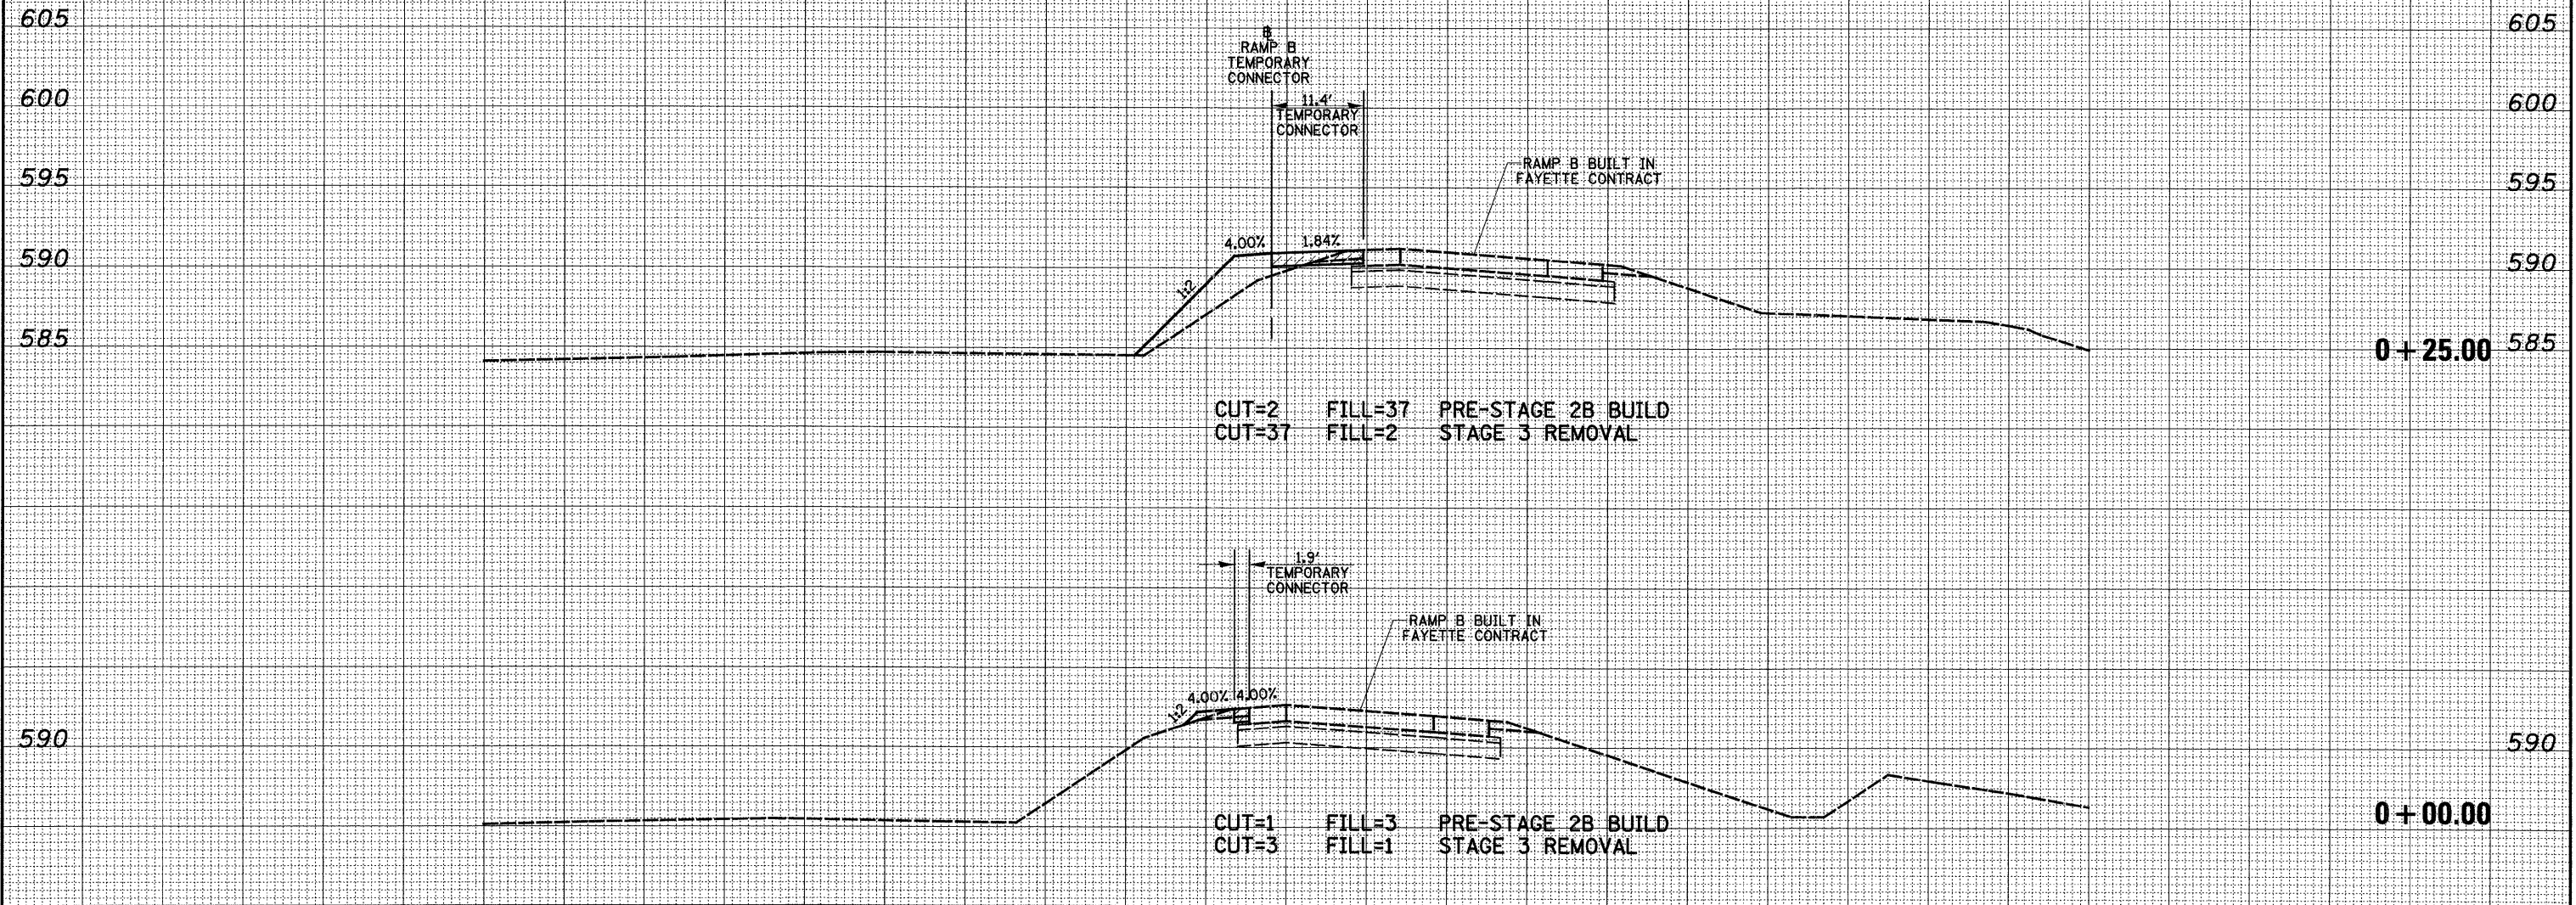 605
605
℄
RAMP B
TEMPORARY
CONNECTOR
600
600
11.4'
TEMPORARY
CONNECTOR
RAMP B BUILT IN
FAYETTE CONTRACT
595
595
4.00%
1.84%
590
590
1:2
585
585
0+25.00
CUT=2 FILL=37 PRE-STAGE 2B BUILD
CUT=37 FILL=2 STAGE 3 REMOVAL
1.9'
TEMPORARY
CONNECTOR
RAMP B BUILT IN
FAYETTE CONTRACT
4.00%
4.00%
1:2
590
590
0+00.00
CUT=1 FILL=3 PRE-STAGE 2B BUILD
CUT=3 FILL=1 STAGE 3 REMOVAL